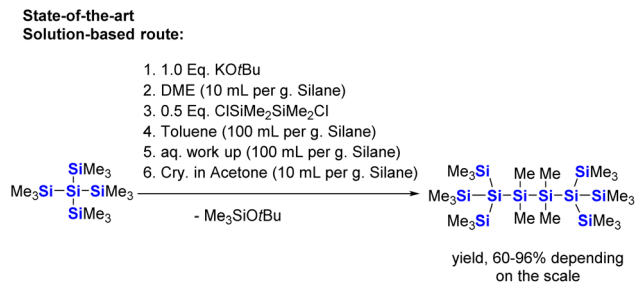 State-of-the-art
Solution-based route:
1. 1.0 Eq. KOtBu
2. DME (10 mL per g. Silane)
3. 0.5 Eq. ClSiMe2SiMe2Cl
4. Toluene (100 mL per g. Silane)
5. aq. work up (100 mL per g. Silane)
6. Cry. in Acetone (10 mL per g. Silane)
SiMe3
Me3Si–Si–SiMe3
SiMe3
- Me3SiOtBu
Me3Si Me Me SiMe3
Me3Si–Si–Si–Si–Si–SiMe3
Me3Si Me Me SiMe3
yield, 60-96% depending
on the scale